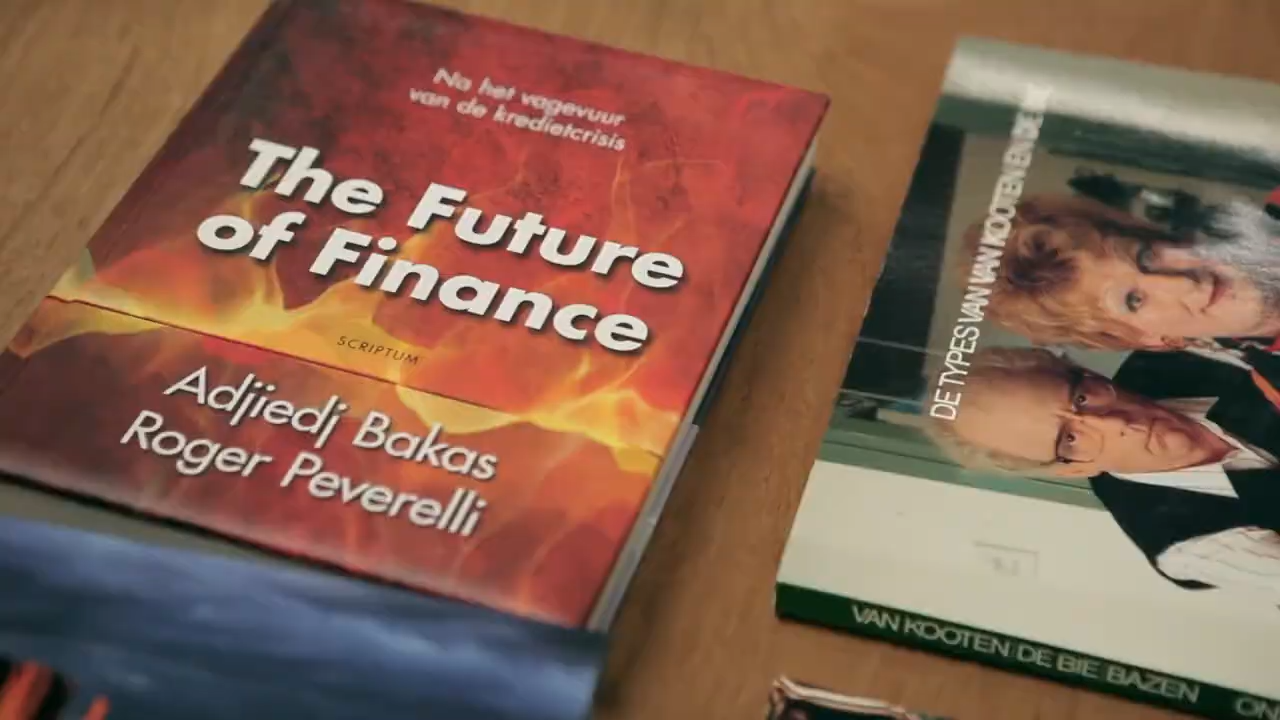 Na het vagevuur
van de kredietcrisis
The Future
of Finance
SCRIPTUM
Adjiedj Bakas
Roger Peverelli
DE TYPES VAN VAN KOOTEN EN DE BIE
VAN KOOTEN DE BIE BAZEN